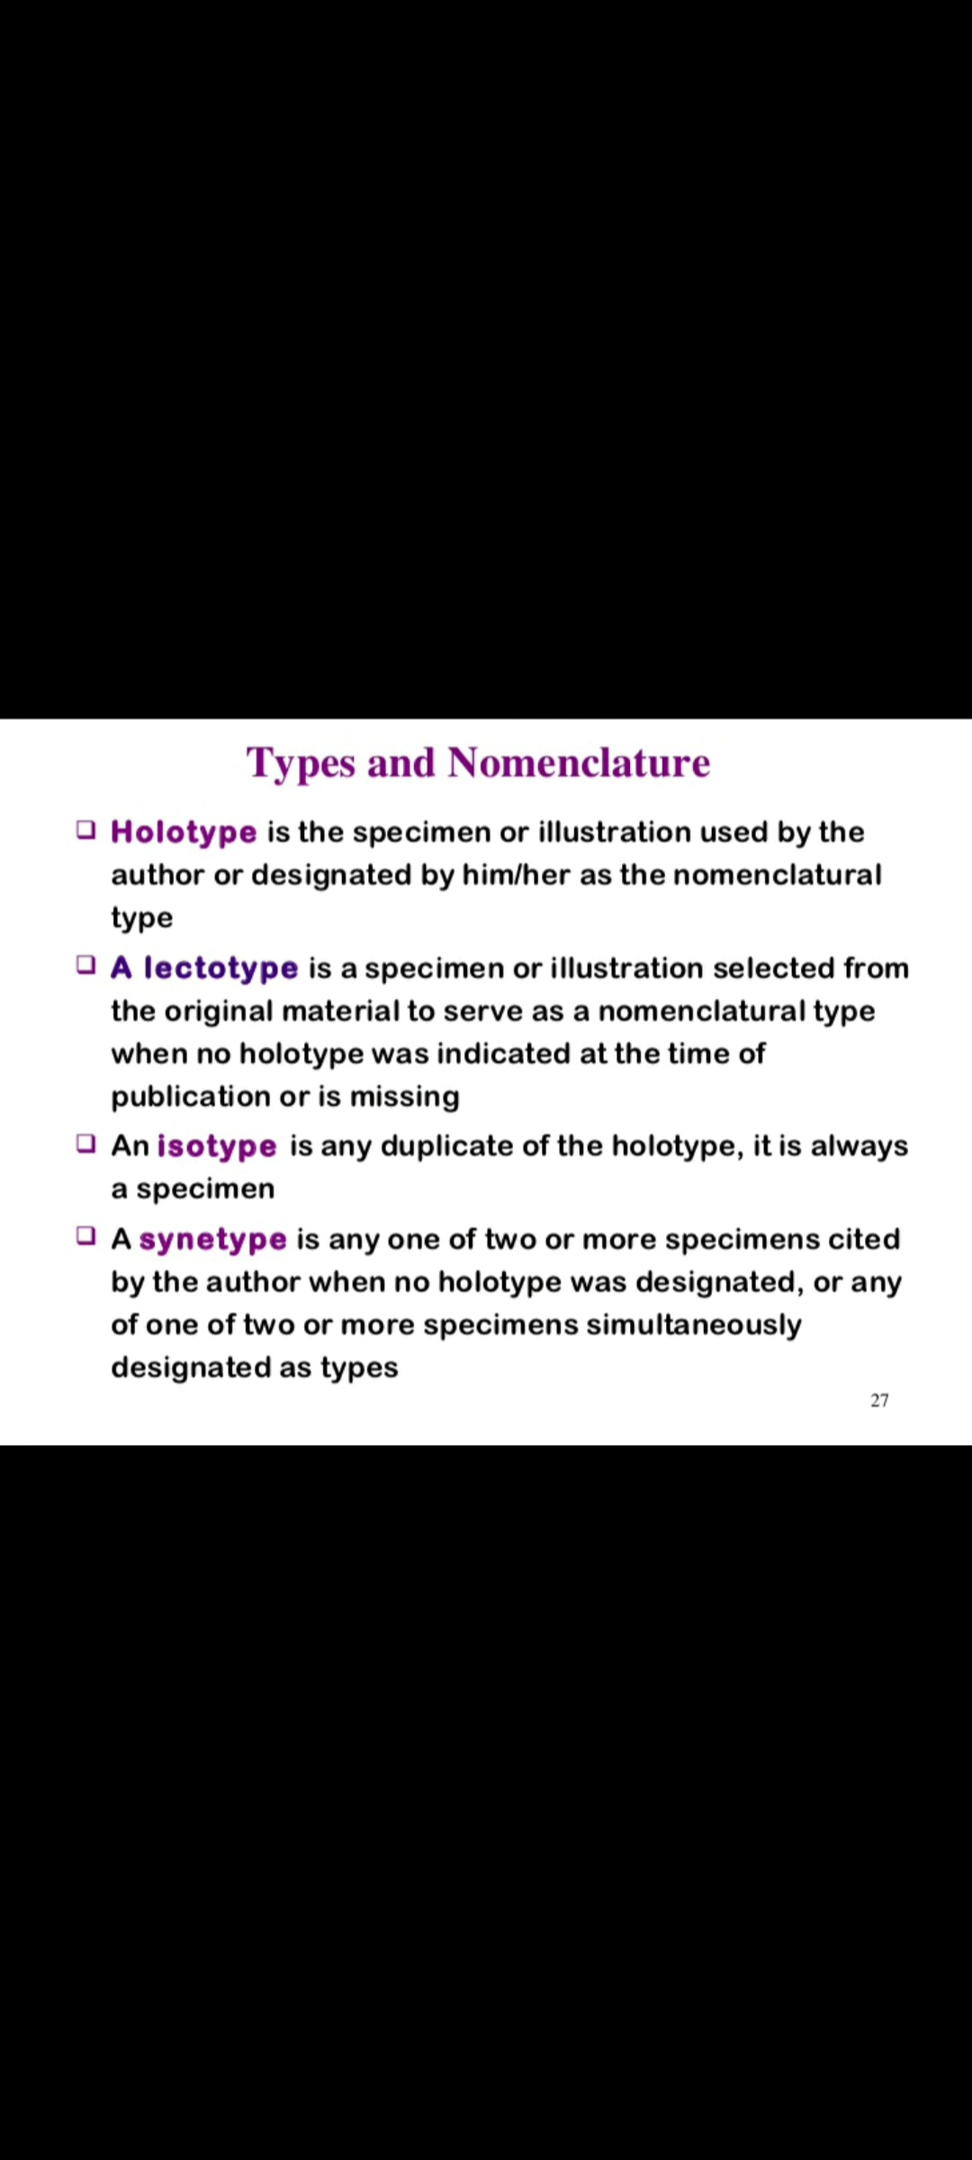 Types and Nomenclature
❑ Holotype is the specimen or illustration used by the
author or designated by him/her as the nomenclatural
type
❑ A lectotype is a specimen or illustration selected from
the original material to serve as a nomenclatural type
when no holotype was indicated at the time of
publication or is missing
❑ An isotype is any duplicate of the holotype, it is always
a specimen
❑ A synetype is any one of two or more specimens cited
by the author when no holotype was designated, or any
of one of two or more specimens simultaneously
designated as types
27